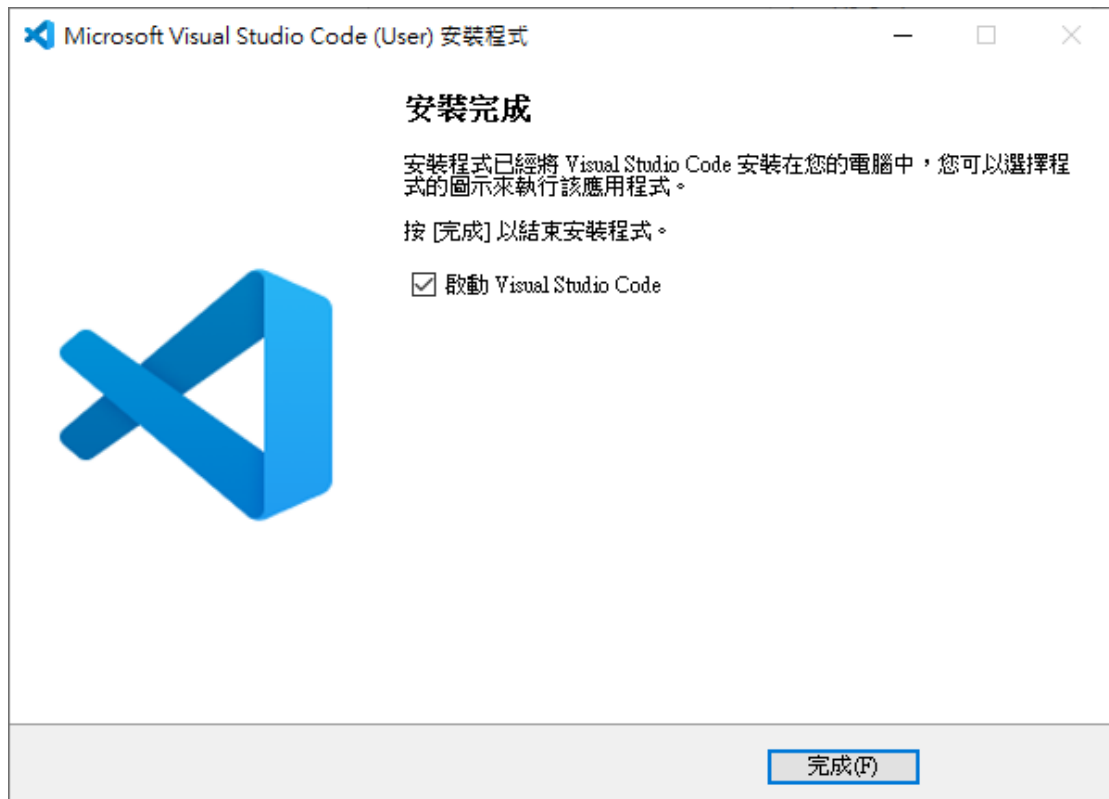 Microsoft Visual Studio Code (User) 安裝程式
安裝完成
安裝程式已經將 Visual Studio Code 安裝在您的電腦中，您可以選擇程
式的圖示來執行該應用程式。
按 [完成] 以結束安裝程式。
啟動 Visual Studio Code
完成(F)